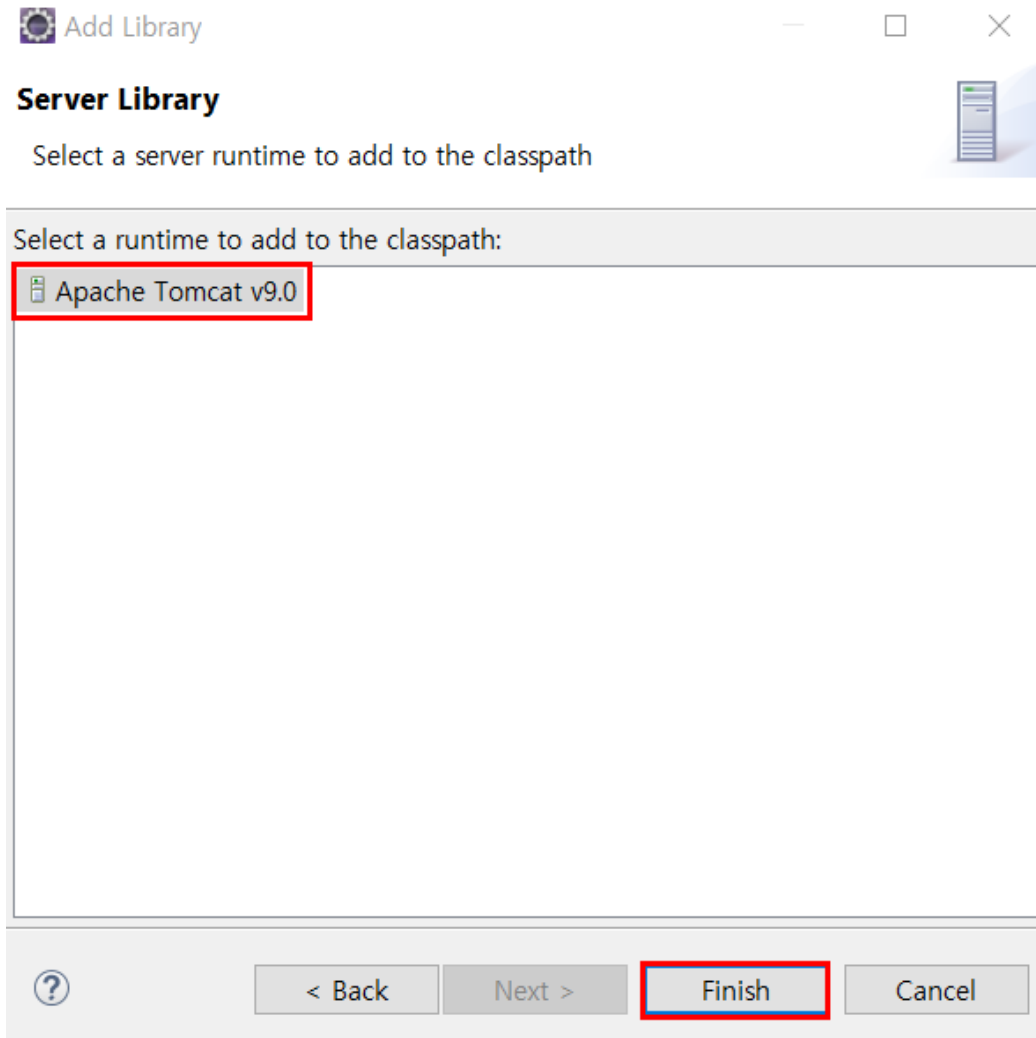 Add Library
Server Library
Select a server runtime to add to the classpath
Select a runtime to add to the classpath:
Apache Tomcat v9.0
?
< Back
Next >
Finish
Cancel